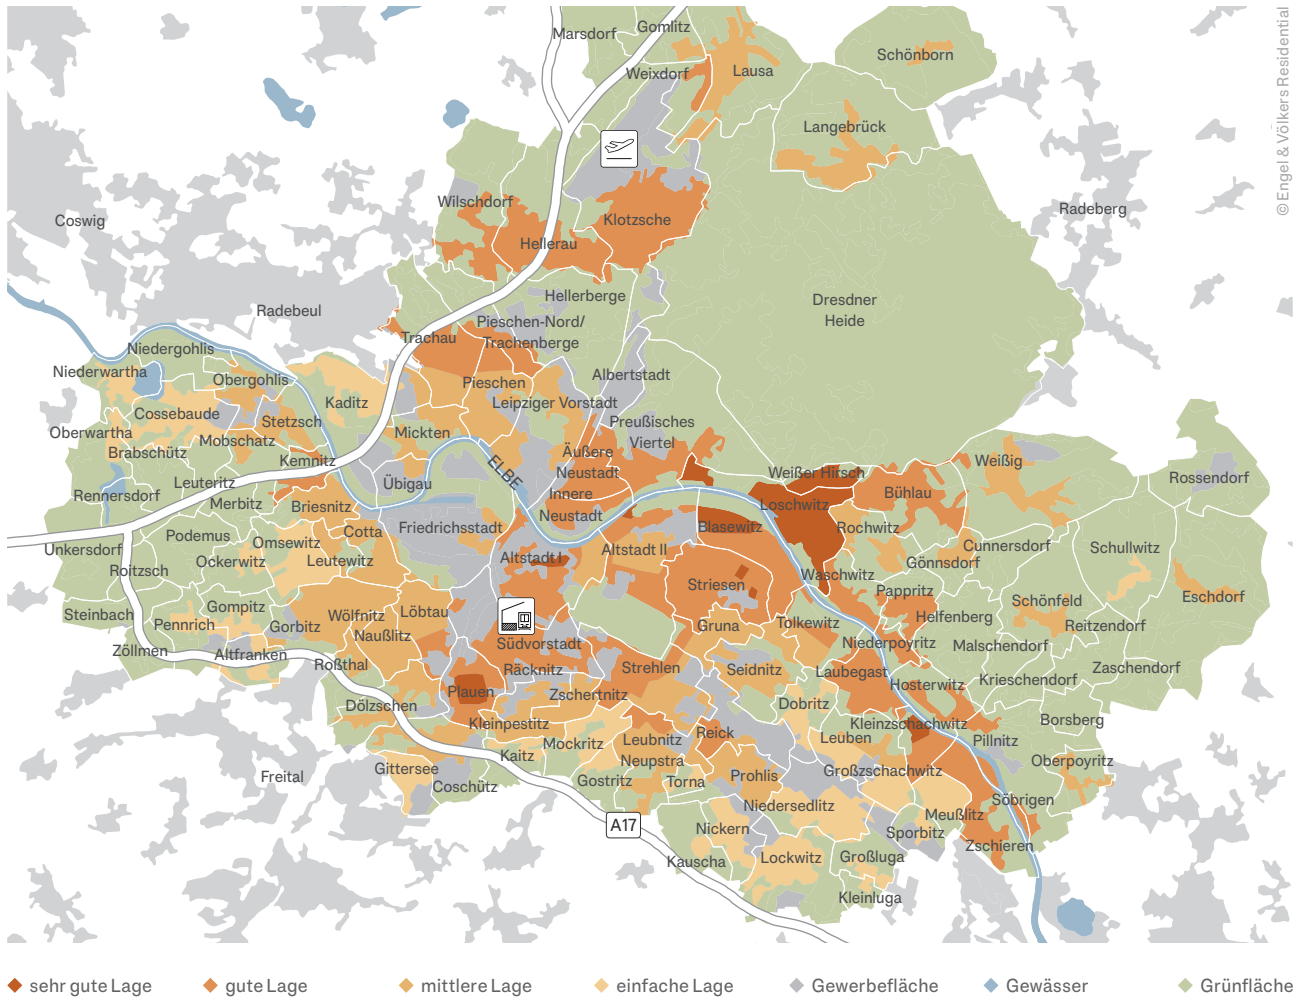 Marsdorf
Gomlitz
Weixdorf
Lausa
Schönborn
Langebrück
© Engel & Völkers Residential
Radeberg
Coswig
Wilschdorf
Klotzsche
Hellerau
Hellerberge
Dresdner
Heide
Radebeul
Pieschen-Nord/
Trachenberge
Trachau
Niedergohlis
Niederwartha
Obergohlis
Pieschen
Albertstadt
Kaditz
Leipziger Vorstadt
Cossebaude
Stetzsch
Preußisches
Viertel
Oberwartha
Mobschatz
Mickten
Brabschütz
Äußere
Neustadt
Kemnitz
ELBE
Weißer Hirsch
Weißig
Rossendorf
Leuteritz
Übigau
Rennersdorf
Merbitz
Briesnitz
Innere
Neustadt
Loschwitz
Bühlau
Friedrichsstadt
Blasewitz
Rochwitz
Podemus
Omsewitz
Cotta
Unkersdorf
Ockerwitz
Leutewitz
Altstadt I
Altstadt II
Cunnersdorf
Schullwitz
Gönnsdorf
Roitzsch
Waschwitz
Striesen
Pappritz
Eschdorf
Steinbach
Gompitz
Wölfnitz
Löbtau
Schönfeld
Pennrich
Gorbitz
Naußlitz
Gruna
Tolkewitz
Helfenberg
Reitzendorf
Zöllmen
Altfranken
Südvorstadt
Niederpoyritz
Malschendorf
Roßthal
Räcknitz
Strehlen
Seidnitz
Laubegast
Zaschendorf
Krieschendorf
Hosterwitz
Plauen
Zschertnitz
Dölzschen
Dobritz
Borsberg
Kleinpestitz
Kleinzschachwitz
Leuben
Reick
Pillnitz
Mockritz
Leubnitz
Neupstra
Kaitz
Oberpoyritz
Gittersee
Freital
Coschütz
Gostritz
Torna
Prohlis
Großzschachwitz
Niedersedlitz
Söbrigen
Meußlitz
A17
Nickern
Sporbitz
Zschieren
Kauscha
Lockwitz
Großluga
Kleinluga
sehr gute Lage
gute Lage
mittlere Lage
einfache Lage
Gewerbefläche
Gewässer
Grünfläche